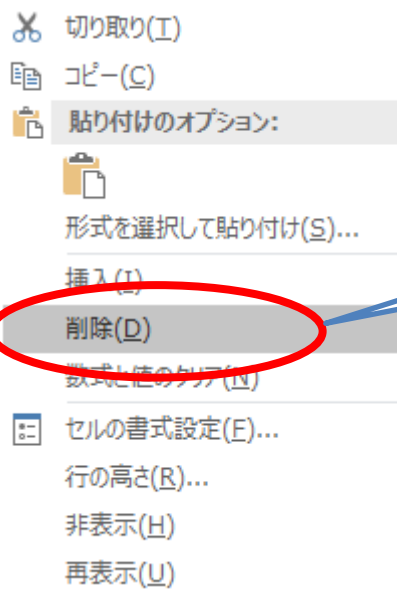 切り取り(T)
コピー(C)
貼り付けのオプション:
形式を選択して貼り付け(S)...
挿入(I)
削除(D)
数式と値のクリア(N)
セルの書式設定(F)...
行の高さ(R)...
非表示(H)
再表示(U)